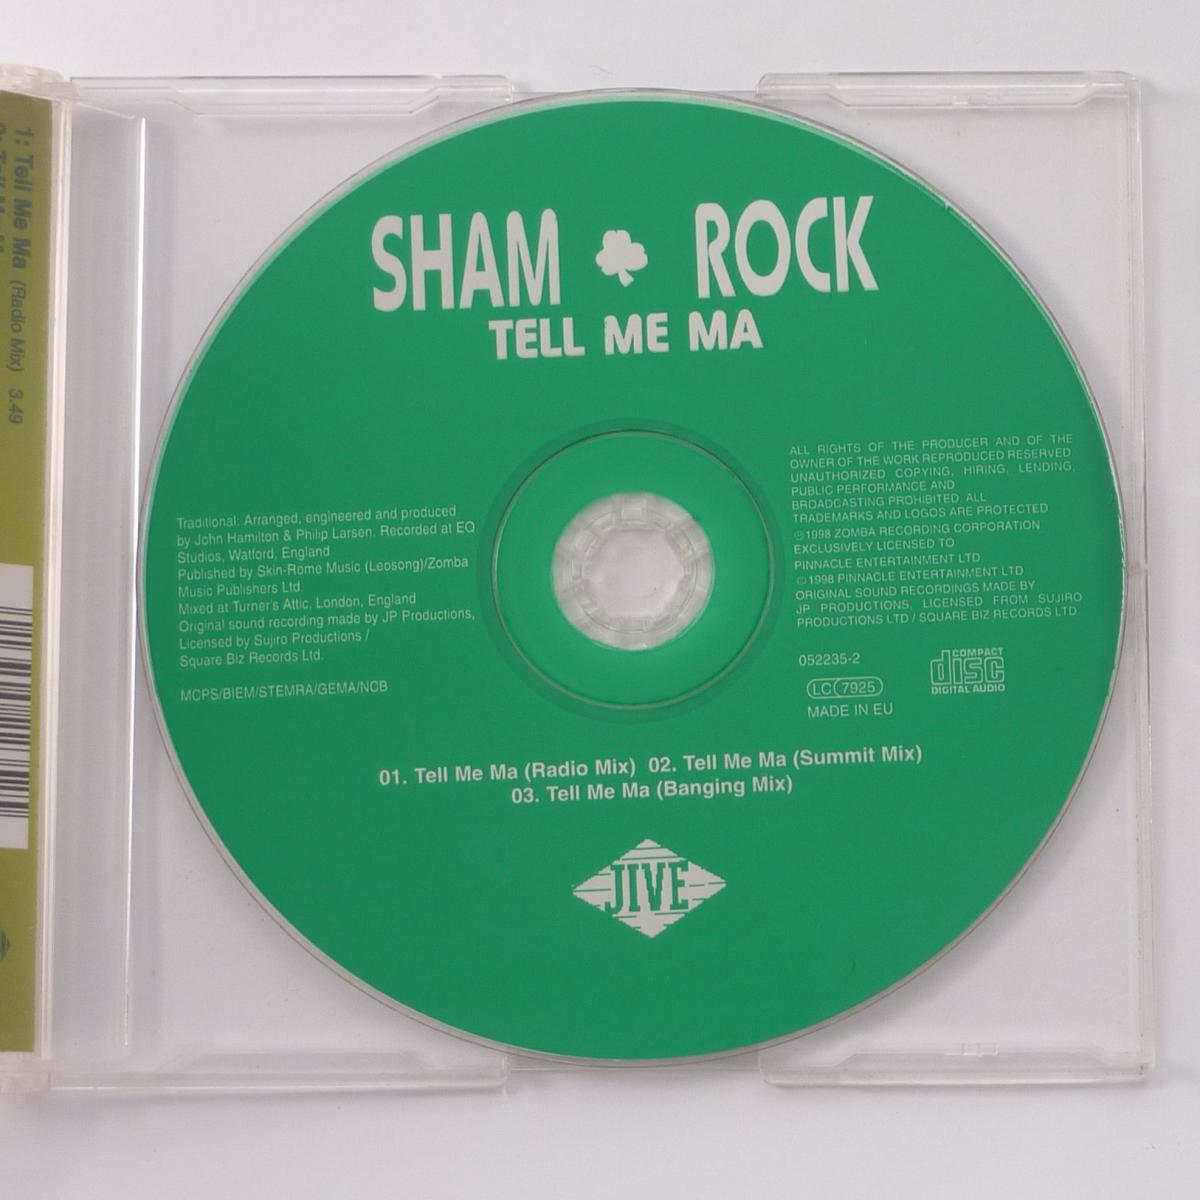 1: Tell Me Ma (Radio Mix) 3.49
SHAM ROCK
TELL ME MA
Traditional. Arranged, engineered and produced
by John Hamilton & Philip Larsen. Recorded at EQ
Studios, Watford, England
Published by Skin-Rome Music (Leosong)/Zomba
Music Publishers Ltd.
Mixed at Turner's Attic, London, England
Original sound recording made by JP Productions,
Licensed by Sujiro Productions /
Square Biz Records Ltd.
MCPS/BIEM/STEMRA/GEMA/NCB
ALL RIGHTS OF THE PRODUCER AND OF THE
OWNER OF THE WORK REPRODUCED RESERVED
UNAUTHORIZED COPYING, HIRING, LENDING,
PUBLIC PERFORMANCE AND
BROADCASTING PROHIBITED. ALL
TRADEMARKS AND LOGOS ARE PROTECTED
℗ 1998 ZOMBA RECORDING CORPORATION
EXCLUSIVELY LICENSED TO
PINNACLE ENTERTAINMENT LTD
© 1998 PINNACLE ENTERTAINMENT LTD
ORIGINAL SOUND RECORDINGS MADE BY
JP PRODUCTIONS, LICENSED FROM SUJIRO
PRODUCTIONS LTD / SQUARE BIZ RECORDS LTD
052235-2
LC 7925
MADE IN EU
COMPACT
disc
DIGITAL AUDIO
01. Tell Me Ma (Radio Mix) 02. Tell Me Ma (Summit Mix)
03. Tell Me Ma (Banging Mix)
JIVE